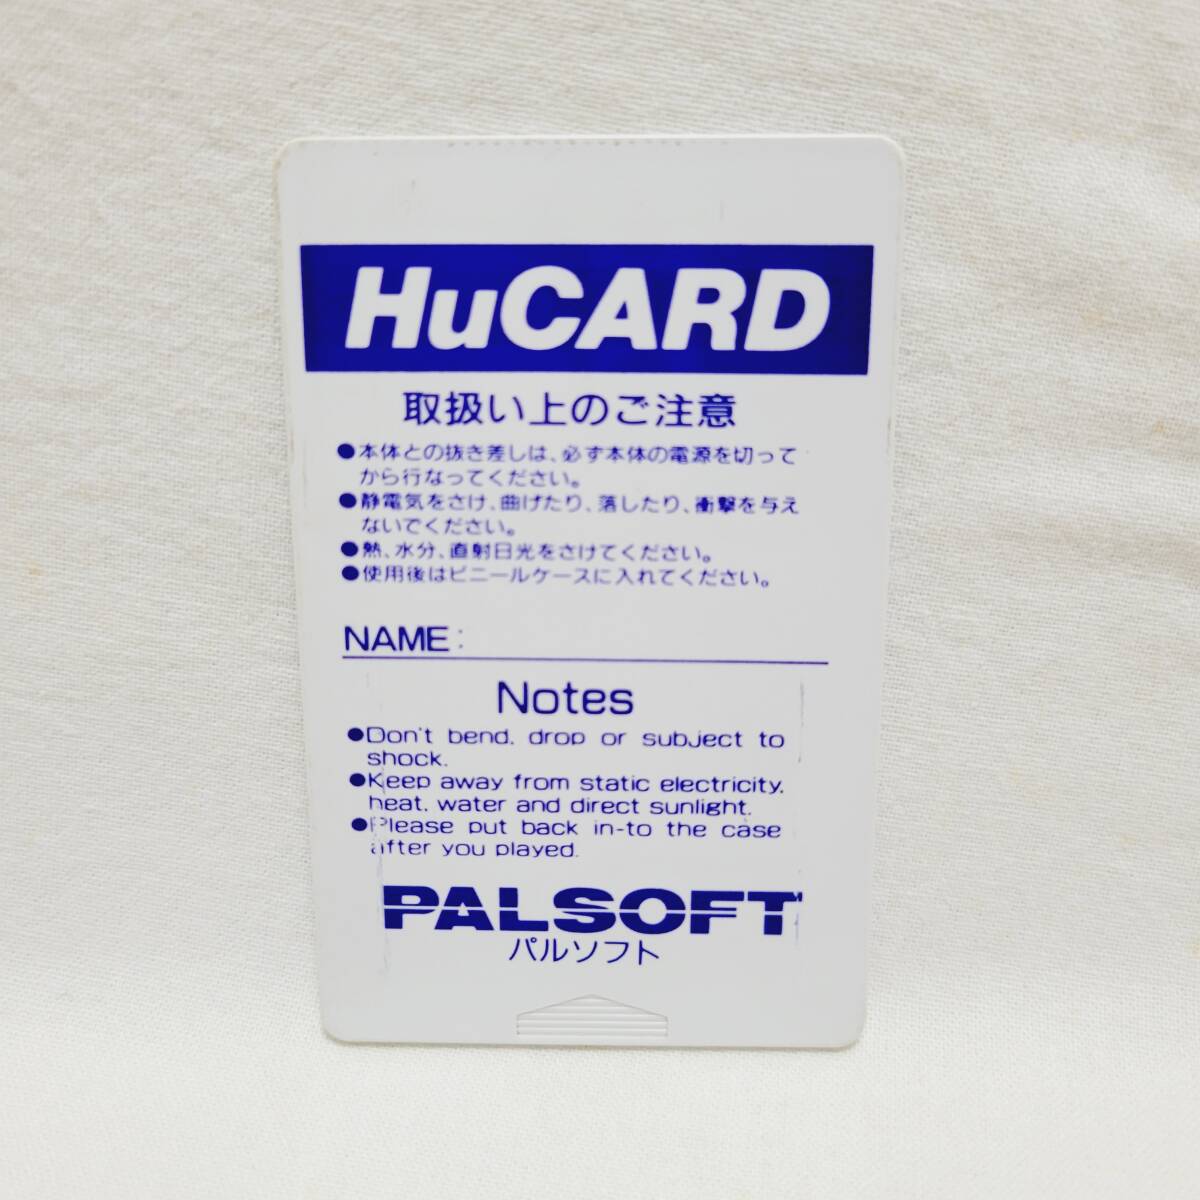 HuCARD
取扱い上のご注意
●本体との抜き差しは、必ず本体の電源を切って
から行なってください。
●静電気をさけ、曲げたり、落したり、衝撃を与え
ないでください。
●熱、水分、直射日光をさけてください。
●使用後はビニールケースに入れてください。
NAME:
Notes
●Don't bend, drop or subject to
shock.
●Keep away from static electricity,
heat, water and direct sunlight.
●Please put back in-to the case
after you played.
PALSOFT
パルソフト